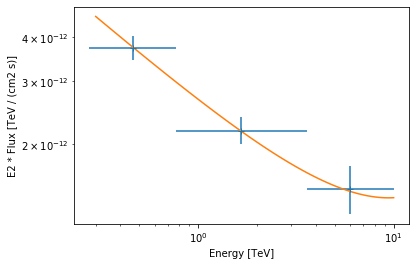 4 × 10⁻¹²
3 × 10⁻¹²
2 × 10⁻¹²
E2 * Flux [TeV / (cm2 s)]
10⁰
10¹
Energy [TeV]